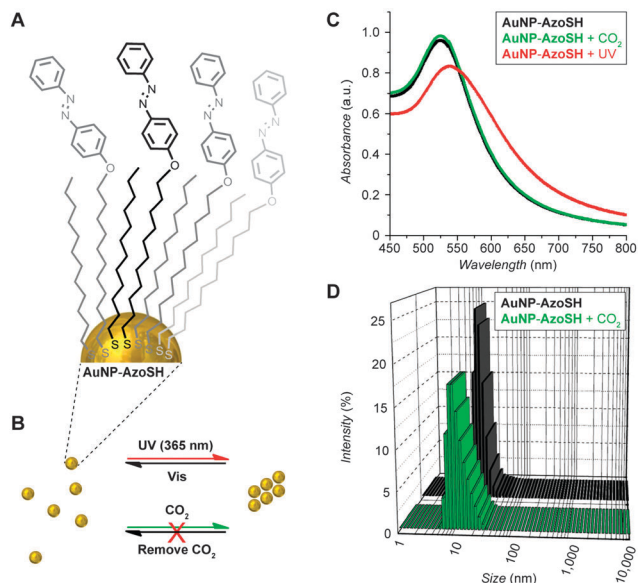 A
N=N
O
N=N
O
N=N
O
N=N
O
S S S S S S S S
AuNP-AzoSH
B
UV (365 nm)
Vis
CO2
X
Remove CO2
C
AuNP-AzoSH
AuNP-AzoSH + CO2
AuNP-AzoSH + UV
Absorbance (a.u.)
1.0
0.8
0.6
0.4
0.2
0
450 500 550 600 650 700 750 800
Wavelength (nm)
D
AuNP-AzoSH
AuNP-AzoSH + CO2
Intensity (%)
25
20
15
10
5
0
1 10 100 1,000 10,000
Size (nm)